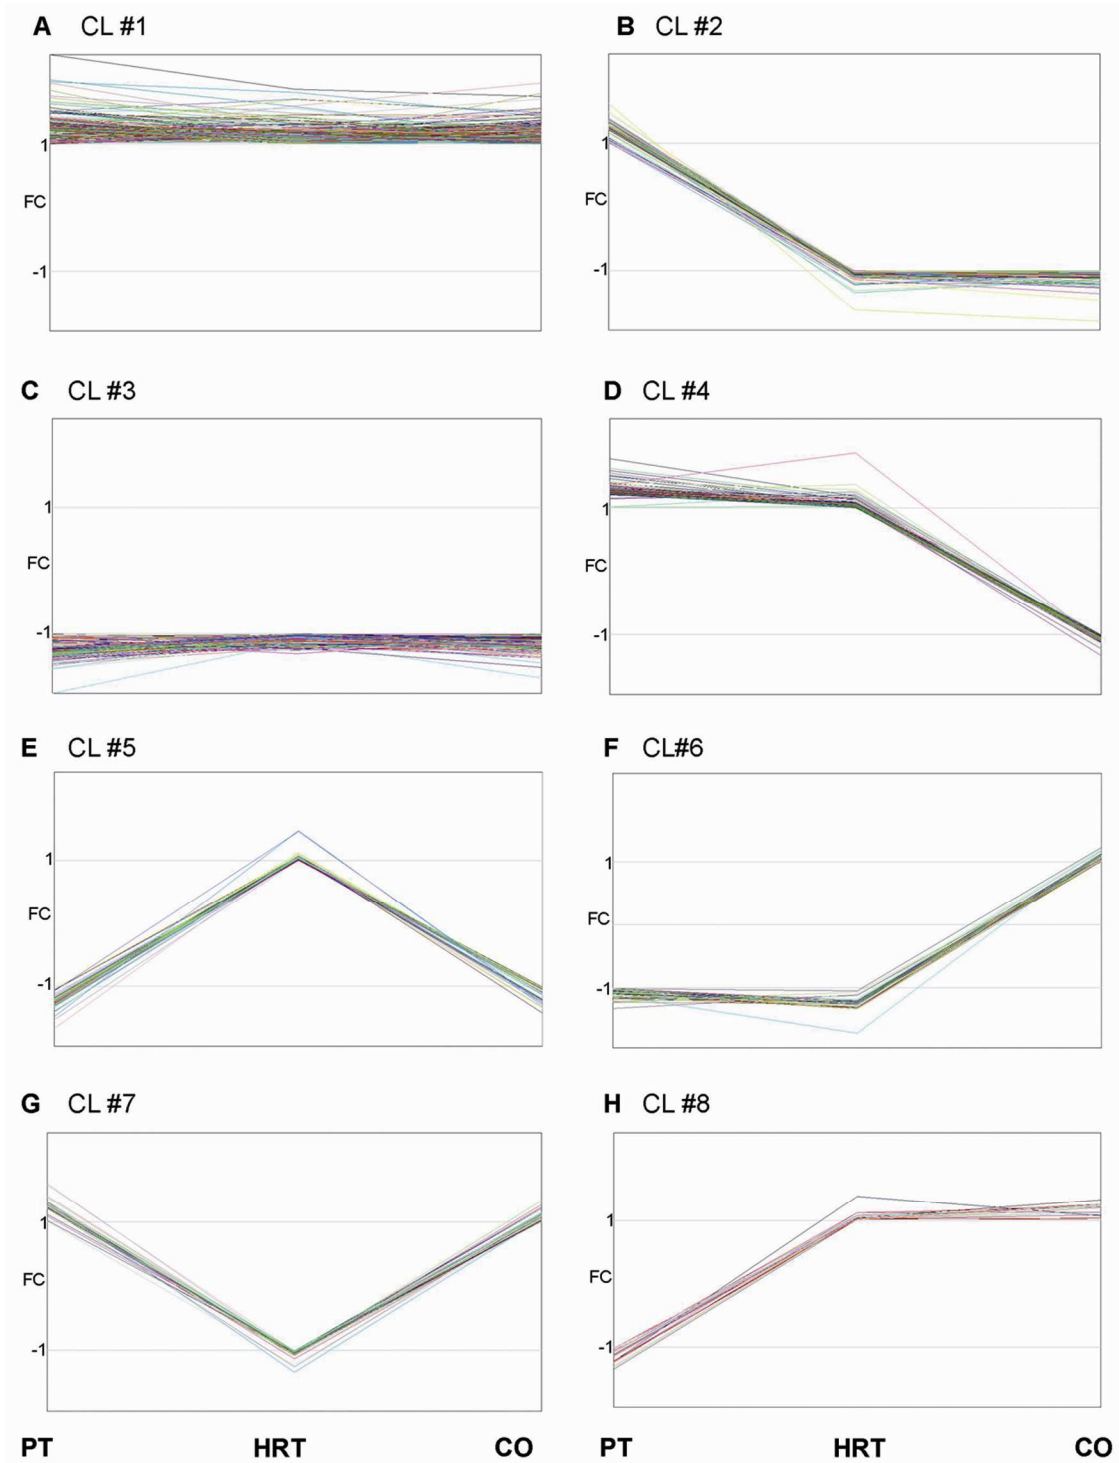 A CL #1
B CL #2
1
FC
-1
1
FC
-1
C CL #3
D CL #4
1
FC
-1
1
FC
-1
E CL #5
F CL#6
1
FC
-1
1
FC
-1
G CL #7
H CL #8
1
FC
-1
1
FC
-1
PT HRT CO
PT HRT CO